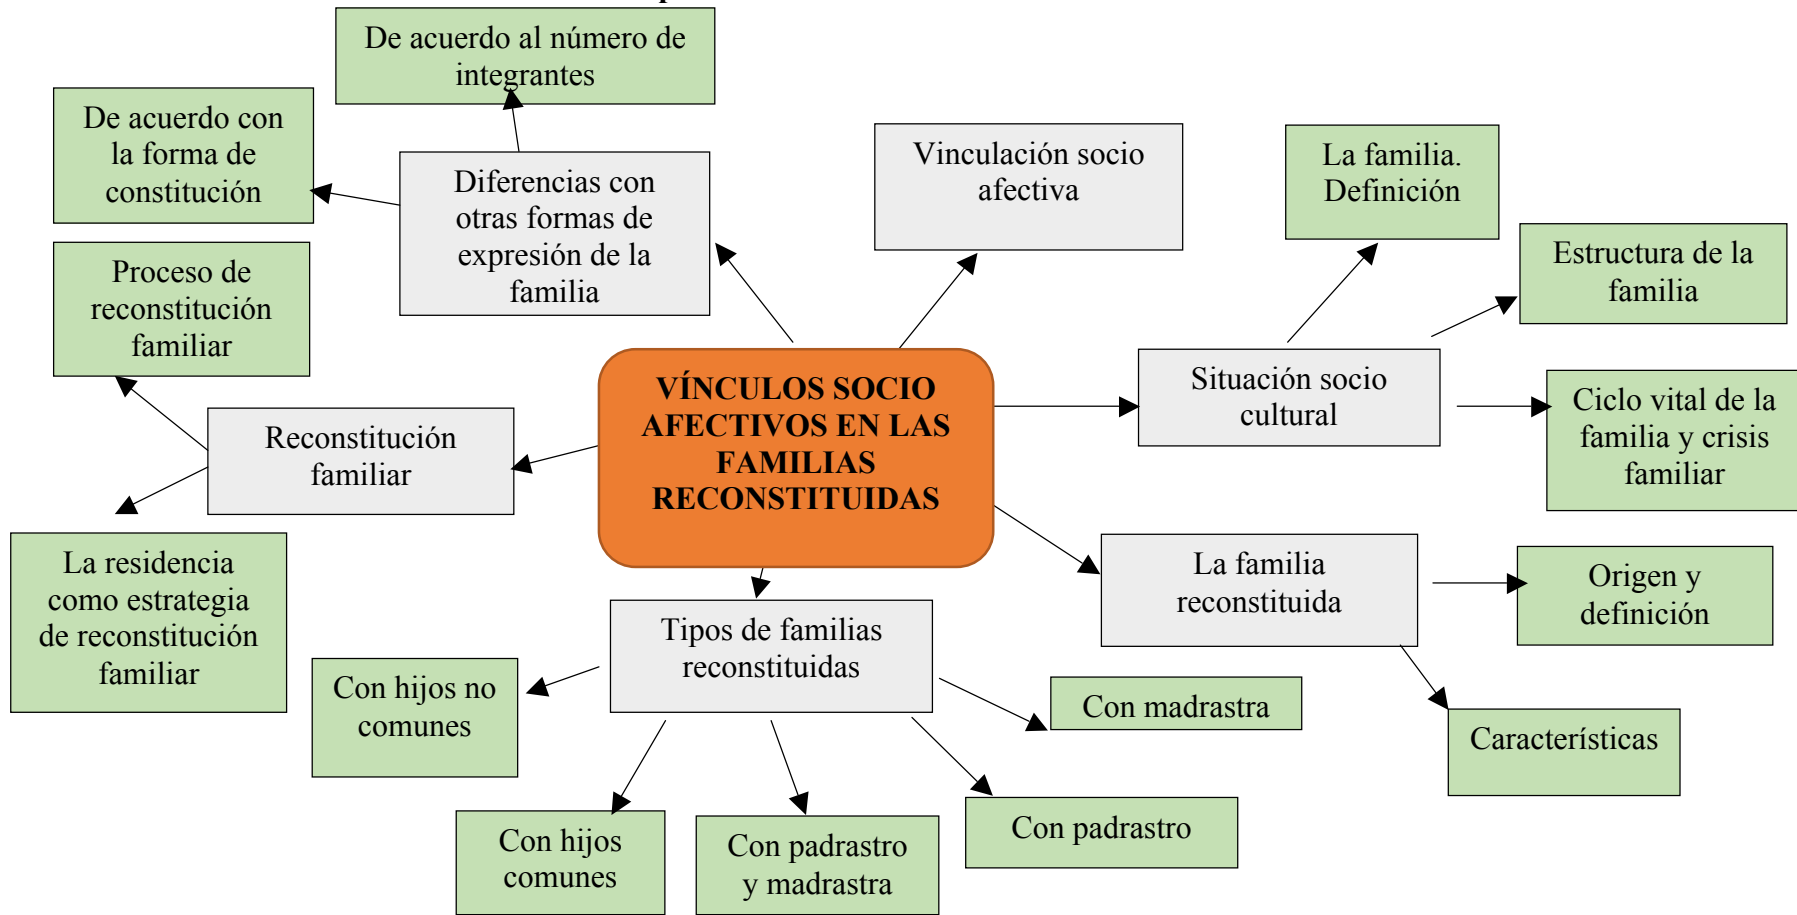 De acuerdo al número de
integrantes
De acuerdo con
la forma de
constitución
Diferencias con
otras formas de
expresión de la
familia
Vinculación socio
afectiva
La familia.
Definición
Estructura de la
familia
Proceso de
reconstitución
familiar
VÍNCULOS SOCIO
AFECTIVOS EN LAS
FAMILIAS
RECONSTITUIDAS
Situación socio
cultural
Ciclo vital de la
familia y crisis
familiar
Reconstitución
familiar
La residencia
como estrategia
de reconstitución
familiar
La familia
reconstituida
Origen y
definición
Tipos de familias
reconstituidas
Con hijos no
comunes
Con madrastra
Características
Con hijos
comunes
Con padrastro
y madrastra
Con padrastro